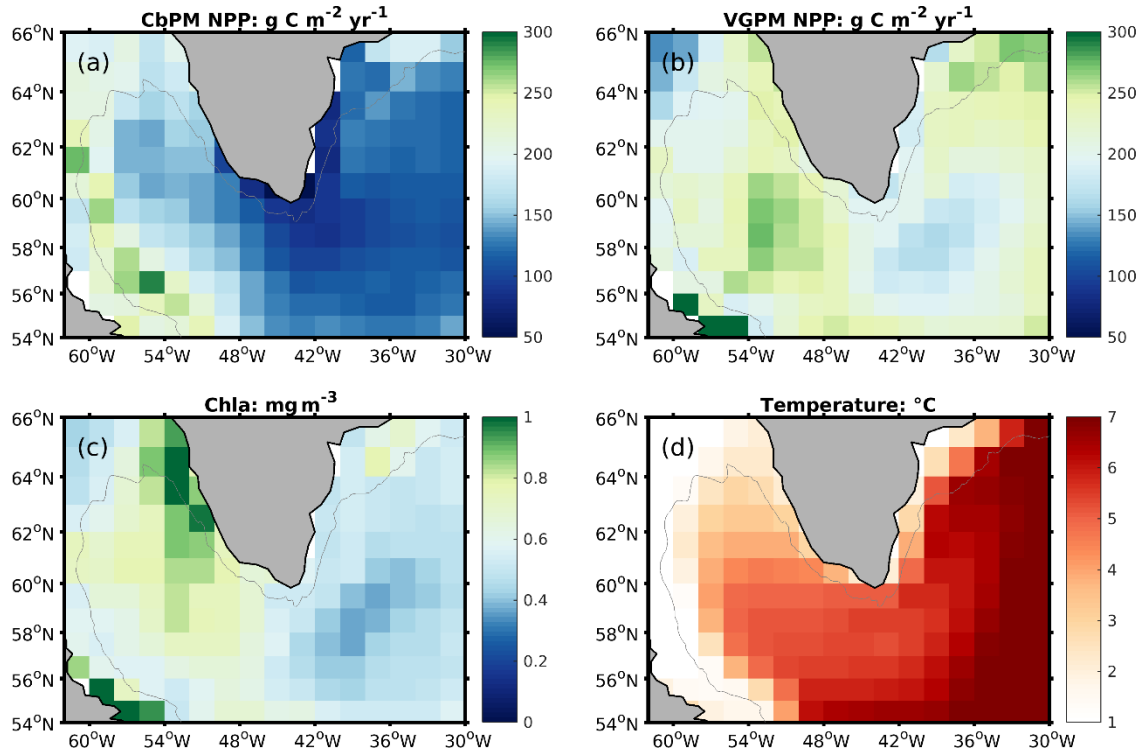 CbPM NPP: g C m⁻² yr⁻¹
VGPM NPP: g C m⁻² yr⁻¹
66°N
(a)
300
66°N
(b)
300
64°N
250
64°N
250
62°N
200
62°N
200
60°N
150
60°N
150
58°N
100
58°N
100
56°N
56°N
54°N
50
54°N
50
60°W 54°W 48°W 42°W 36°W 30°W
60°W 54°W 48°W 42°W 36°W 30°W
Chla: mg m⁻³
Temperature: °C
66°N
(c)
1
66°N
(d)
7
64°N
0.8
64°N
6
62°N
0.6
62°N
5
60°N
0.4
60°N
4
58°N
0.2
58°N
3
56°N
56°N
2
54°N
0
54°N
1
60°W 54°W 48°W 42°W 36°W 30°W
60°W 54°W 48°W 42°W 36°W 30°W